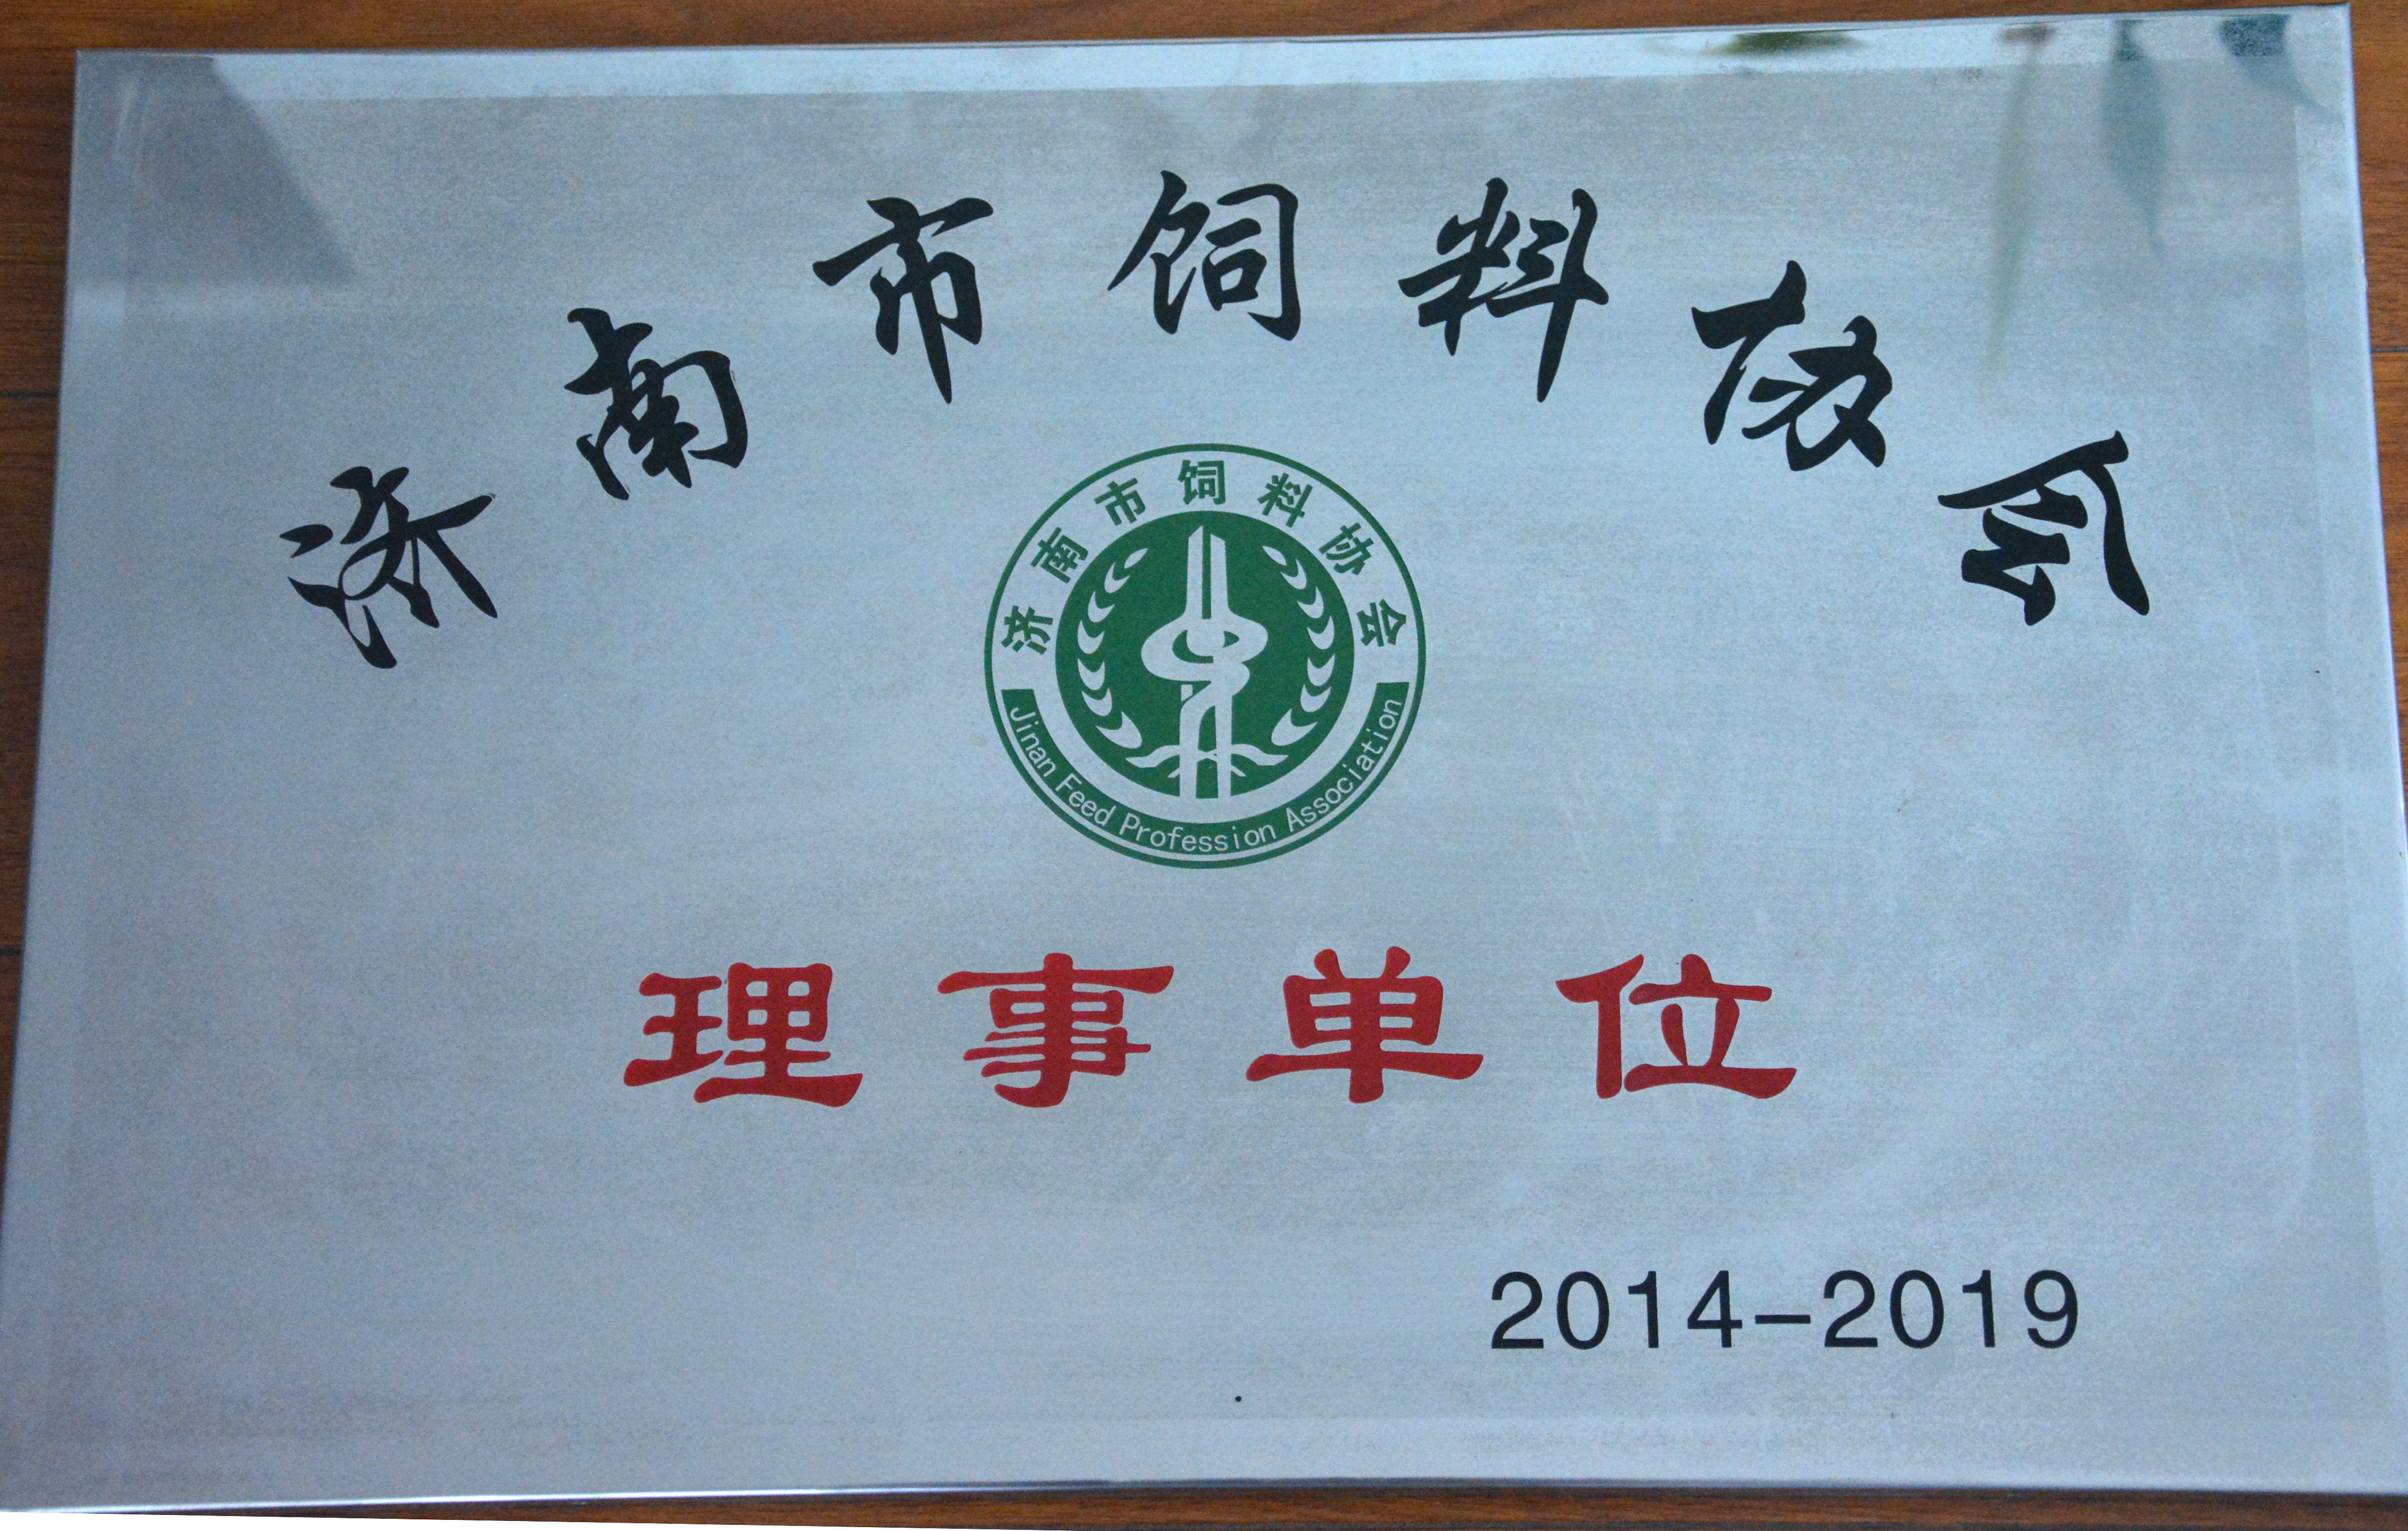 济南市饲料协会
济南市饲料协会
Jinan Feed Profession Association
理事单位
2014-2019